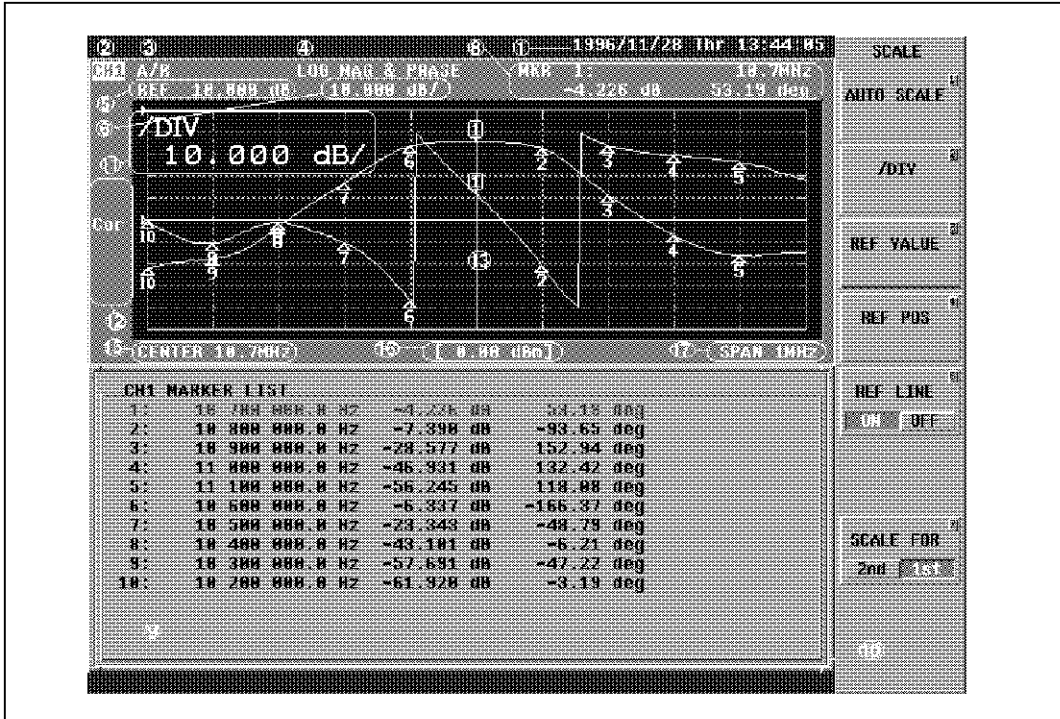 ② ③ ④ ⑧ ① 1996/11/28 Thr 13:44:05
CH1 A/R LOG MAG & PHASE MKR 1: 10.7MHz
REF 10.000 dB 10.000 dB/ -4.226 dB 53.19 deg
/DIV
10.000 dB/
Cor
⑬
⑫
⑮ CENTER 10.7MHz ⑯ [ 0.00 dBm] ⑰ SPAN 1MHz
CH1 MARKER LIST
1: 10 700 000.0 Hz -4.226 dB 53.19 deg
2: 10 800 000.0 Hz -7.390 dB -93.65 deg
3: 10 900 000.0 Hz -28.577 dB 152.94 deg
4: 11 000 000.0 Hz -46.931 dB 132.42 deg
5: 11 100 000.0 Hz -56.245 dB 118.08 deg
6: 10 600 000.0 Hz -6.337 dB -166.37 deg
7: 10 500 000.0 Hz -23.343 dB -48.79 deg
8: 10 400 000.0 Hz -43.101 dB -6.21 deg
9: 10 300 000.0 Hz -57.691 dB -47.22 deg
10: 10 200 000.0 Hz -61.920 dB -3.19 deg
SCALE
AUTO SCALE
/DIV
REF VALUE
REF POS
REF LINE
ON OFF
SCALE FOR
2nd 1st